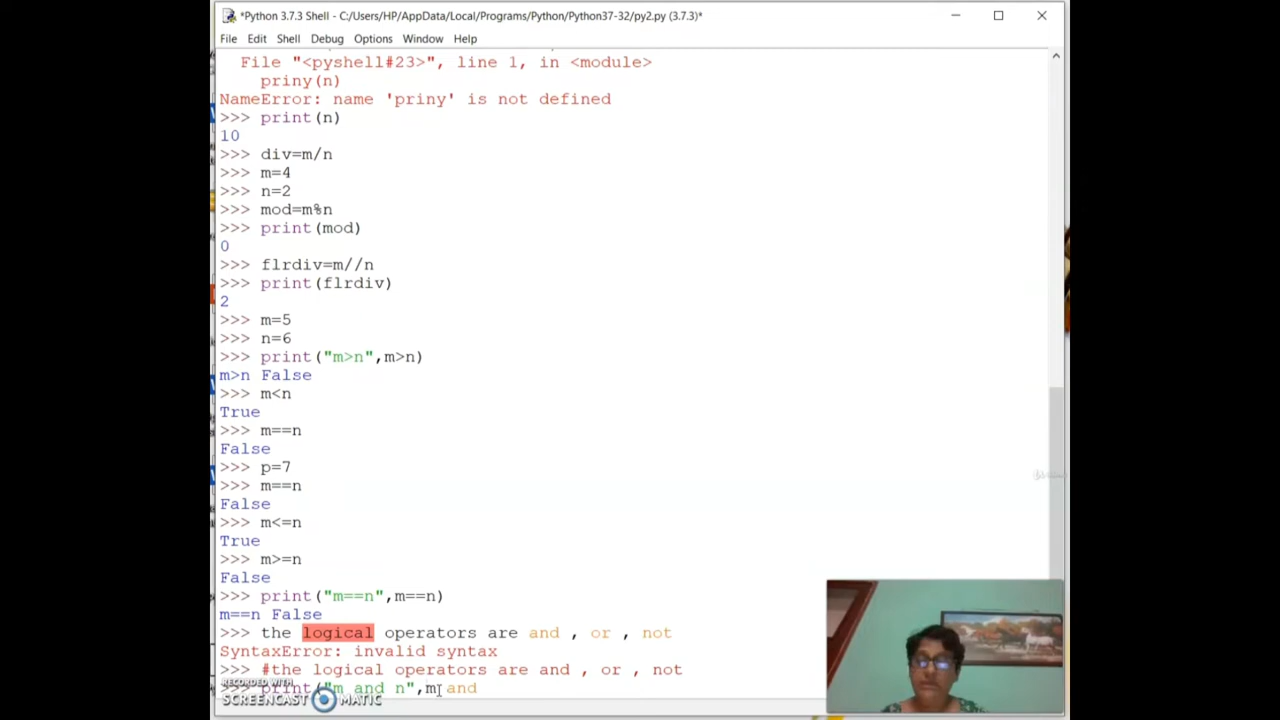 *Python 3.7.3 Shell - C:/Users/HP/AppData/Local/Programs/Python/Python37-32/py2.py (3.7.3)*
File Edit Shell Debug Options Window Help
File "<pyshell#23>", line 1, in <module>
priny(n)
NameError: name 'priny' is not defined
>>> print(n)
10
>>> div=m/n
>>> m=4
>>> n=2
>>> mod=m%n
>>> print(mod)
0
>>> flrdiv=m//n
>>> print(flrdiv)
2
>>> m=5
>>> n=6
>>> print("m>n",m>n)
m>n False
>>> m<n
True
>>> m==n
False
>>> p=7
>>> m==n
False
>>> m<=n
True
>>> m>=n
False
>>> print("m==n",m==n)
m==n False
>>> the logical operators are and , or , not
SyntaxError: invalid syntax
>>> #the logical operators are and , or , not
>>> print("m and n",m and
RECORDED WITH
SCREENCAST MATIC